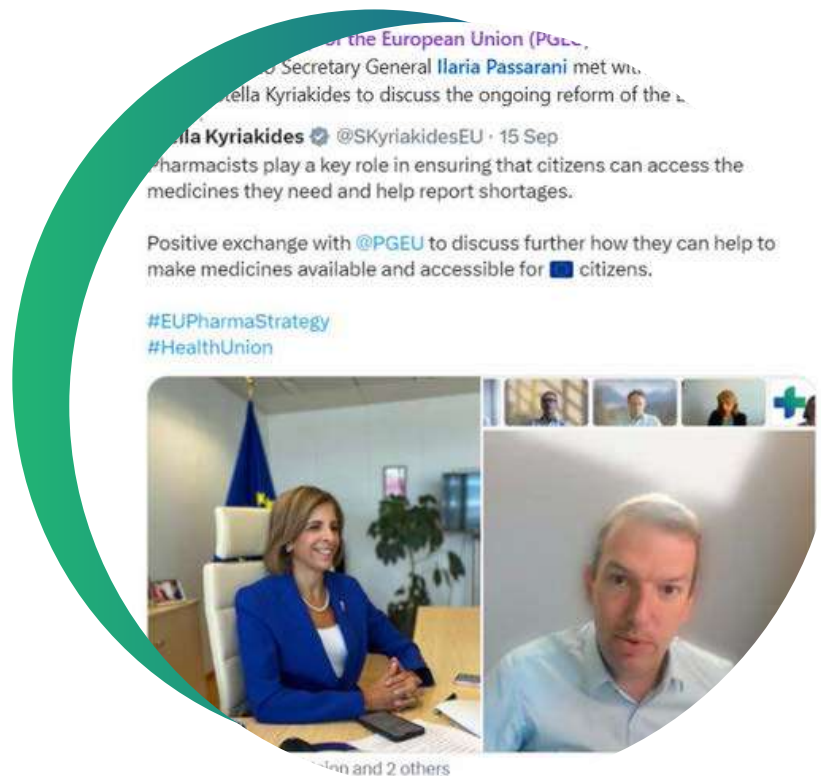 the European Union (PGEU)
Secretary General Ilaria Passarani met
Stella Kyriakides to discuss the ongoing reform of the
Kyriakides @SKyriakidesEU · 15 Sep
Pharmacists play a key role in ensuring that citizens can access the
medicines they need and help report shortages.
Positive exchange with @PGEU to discuss further how they can help to
make medicines available and accessible for citizens.
#EUPharmaStrategy
#HealthUnion
and 2 others